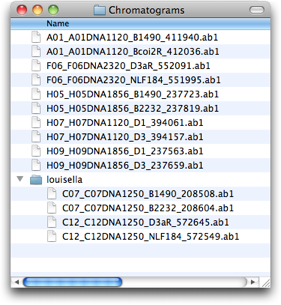 Chromatograms
Name
A01_A01DNA1120_B1490_411940.ab1
A01_A01DNA1120_Bcoi2R_412036.ab1
F06_F06DNA2320_D3aR_552091.ab1
F06_F06DNA2320_NLF184_551995.ab1
H05_H05DNA1856_B1490_237723.ab1
H05_H05DNA1856_B2232_237819.ab1
H07_H07DNA1120_D1_394061.ab1
H07_H07DNA1120_D3_394157.ab1
H09_H09DNA1856_D1_237563.ab1
H09_H09DNA1856_D3_237659.ab1
louisella
C07_C07DNA1250_B1490_208508.ab1
C07_C07DNA1250_B2232_208604.ab1
C12_C12DNA1250_D3aR_572645.ab1
C12_C12DNA1250_NLF184_572549.ab1